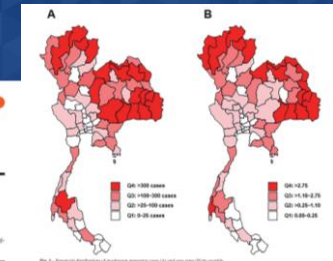 A
B
Q4: >300 cases
Q3: >100-300 cases
Q2: >25-100 cases
Q1: 0-25 cases
Q4: >2.75
Q3: >1.10-2.75
Q2: >0.25-1.10
Q1: 0.00-0.25